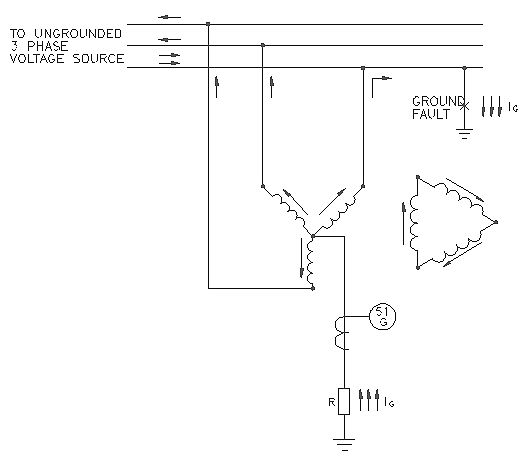 TO UNGROUNDED
3 PHASE
VOLTAGE SOURCE
GROUND
FAULT
IG
51
G
R
IG